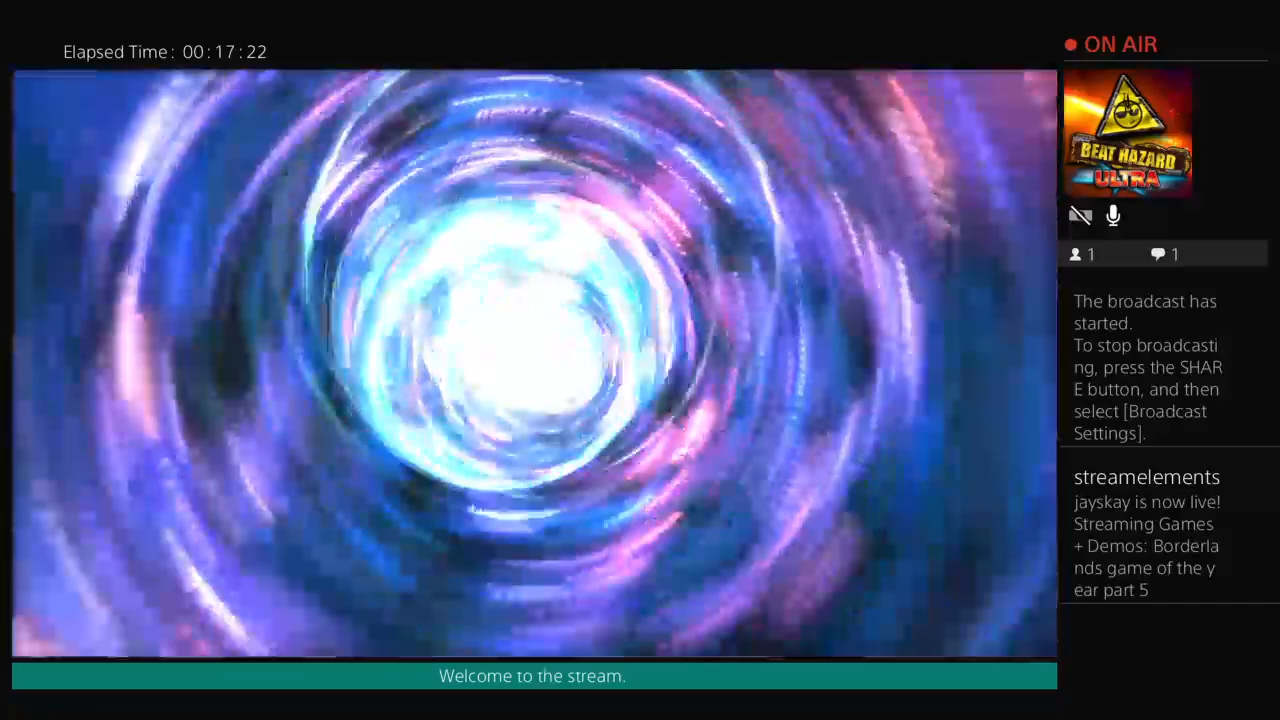 Elapsed Time: 00:17:22
ON AIR
BEAT HAZARD
ULTRA
1 1
The broadcast has
started.
To stop broadcasti
ng, press the SHAR
E button, and then
select [Broadcast
Settings].
streamelements
jayskay is now live!
Streaming Games
+ Demos: Borderla
nds game of the y
ear part 5
Welcome to the stream.